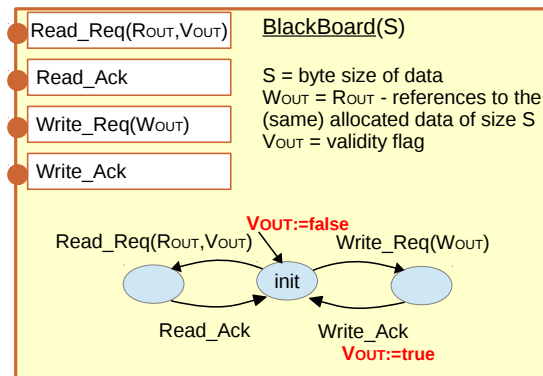 Read_Req(ROUT,VOUT)
Read_Ack
Write_Req(WOUT)
Write_Ack
BlackBoard(S)
S = byte size of data
WOUT = ROUT - references to the
(same) allocated data of size S
VOUT = validity flag
VOUT:=false
Read_Req(ROUT,VOUT)
Write_Req(WOUT)
init
Read_Ack
Write_Ack
VOUT:=true